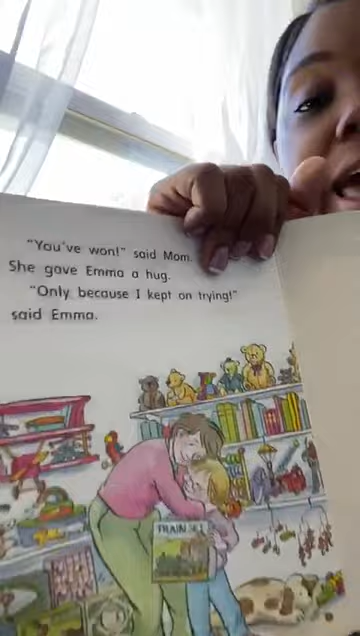 "You've won!" said Mom.
She gave Emma a hug.
"Only because I kept on trying!"
said Emma.
TRAIN SET